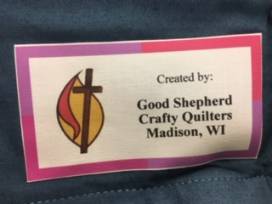 Created by:
Good Shepherd
Crafty Quilters
Madison, WI